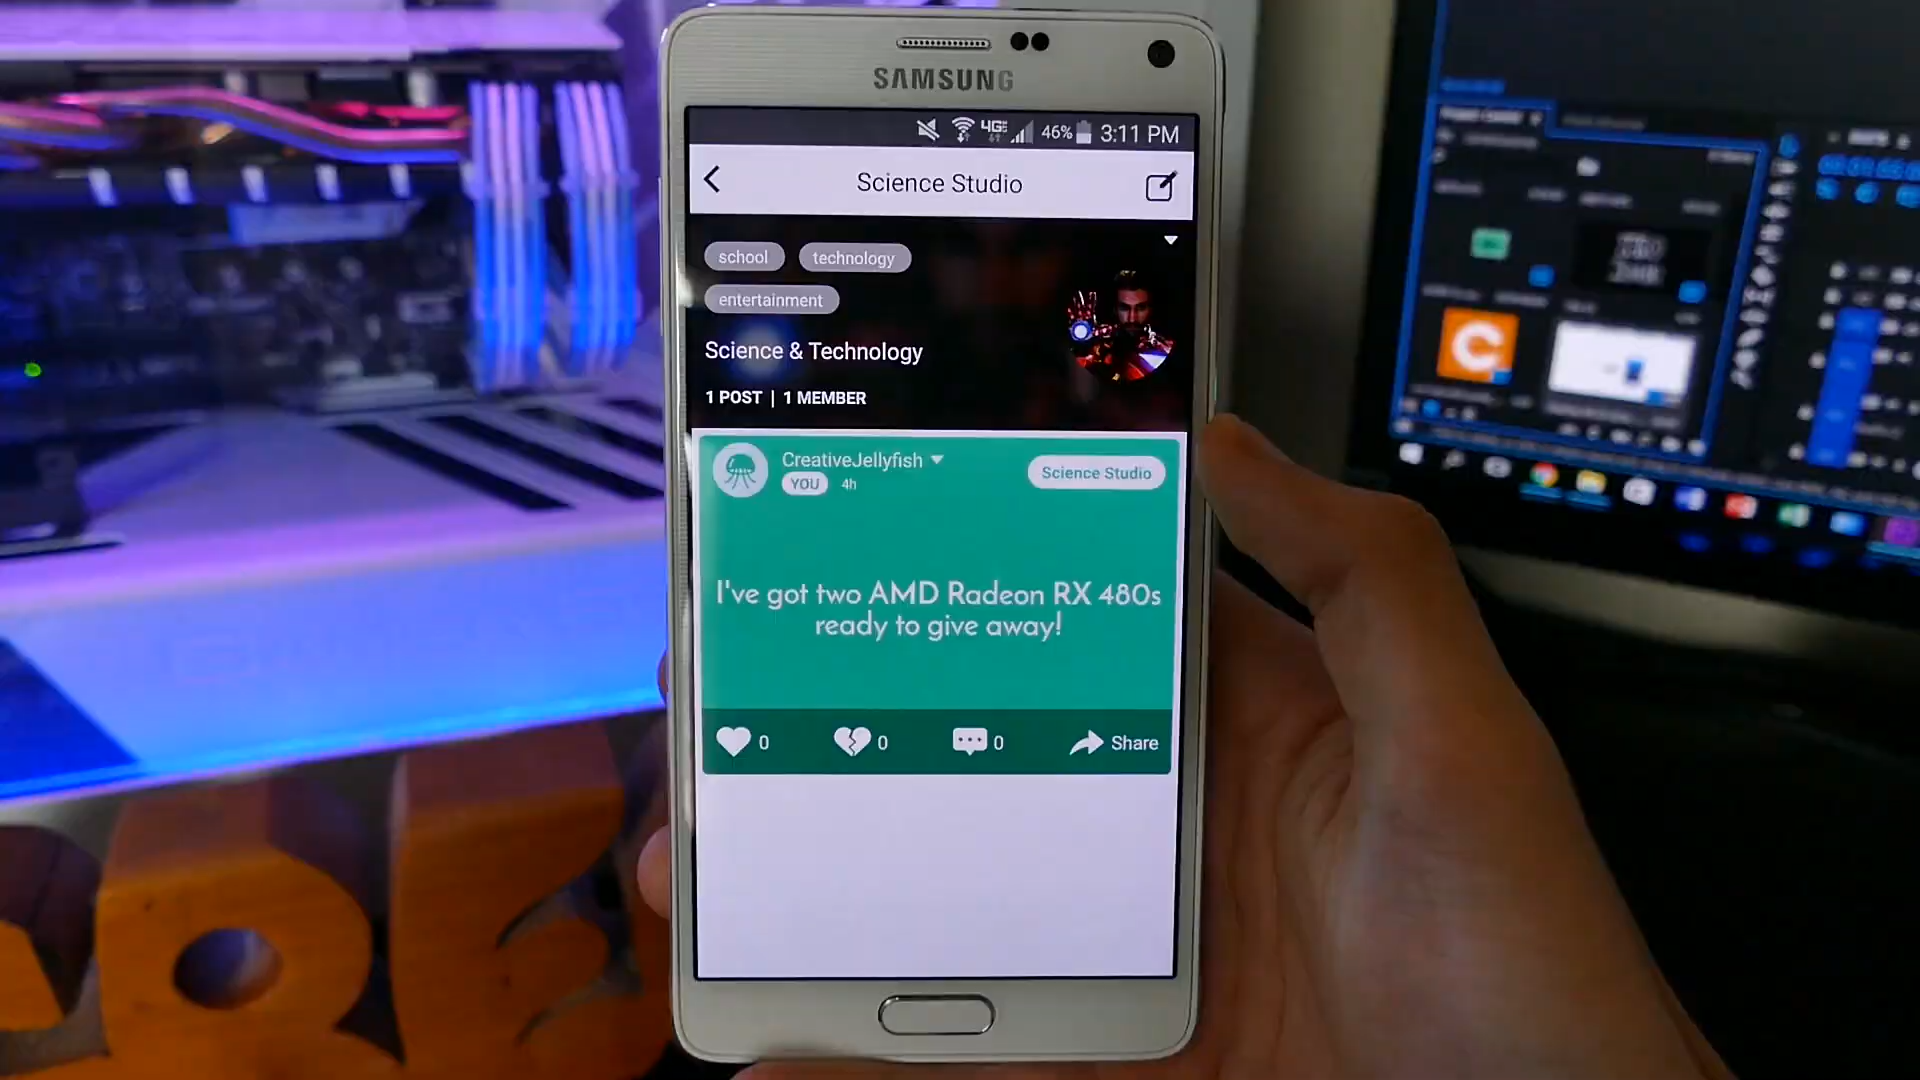 SAMSUNG
4G 46% 3:11 PM
Science Studio
school technology
entertainment
Science & Technology
1 POST | 1 MEMBER
CreativeJellyfish
YOU 4h
Science Studio
I've got two AMD Radeon RX 480s
ready to give away!
0 0 0 Share